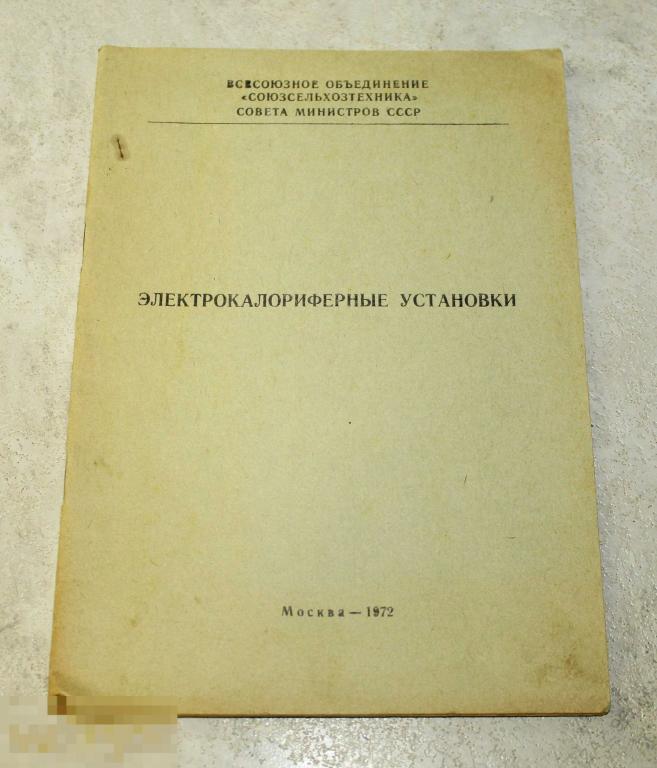 ВСЕСОЮЗНОЕ ОБЪЕДИНЕНИЕ
«СОЮЗСЕЛЬХОЗТЕХНИКА»
СОВЕТА МИНИСТРОВ СССР
ЭЛЕКТРОКАЛОРИФЕРНЫЕ УСТАНОВКИ
Москва — 1972